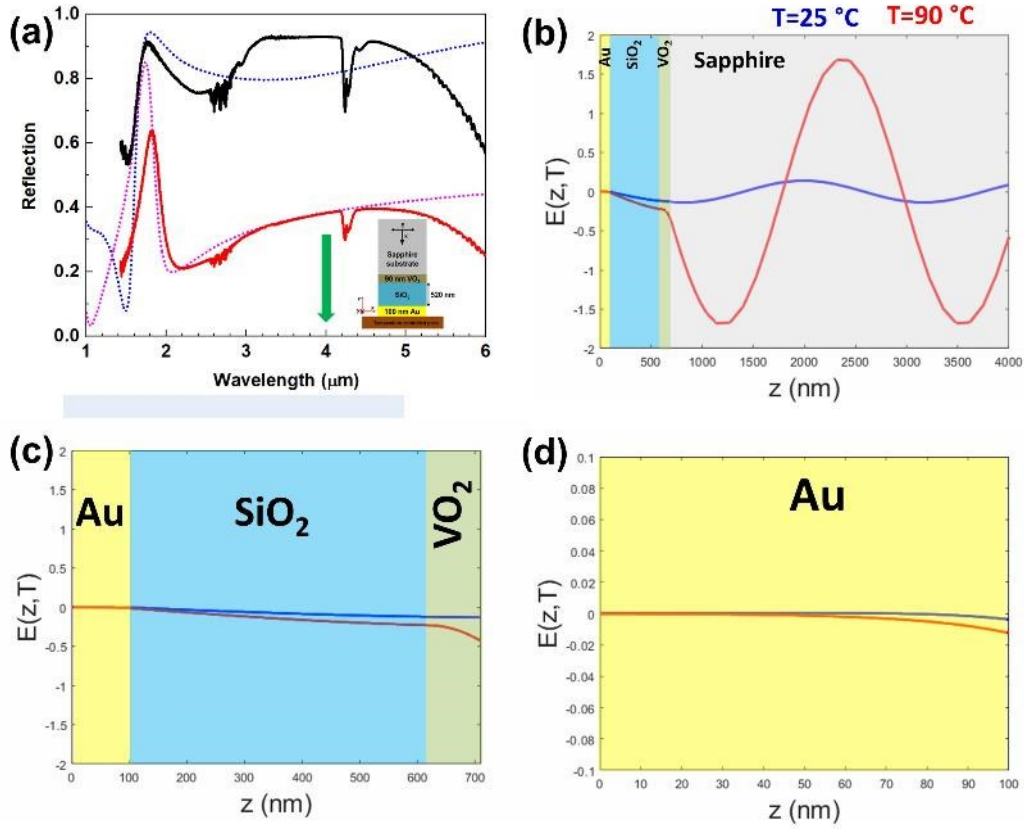 (a)
1.0
0.8
0.6
0.4
0.2
0.0
Reflection
1 2 3 4 5 6
Wavelength (μm)
Sapphire
substrate
90 nm VO2
SiO2
520 nm
100 nm Au
T=25 °C T=90 °C
(b)
Au
SiO2
VO2
Sapphire
2
1.5
1
0.5
0
-0.5
-1
-1.5
-2
E(z,T)
0 500 1000 1500 2000 2500 3000 3500 4000
z (nm)
(c)
Au
SiO2
VO2
2
1.5
1
0.5
0
-0.5
-1
-1.5
-2
E(z,T)
0 100 200 300 400 500 600 700
z (nm)
(d)
Au
0.1
0.08
0.06
0.04
0.02
0
-0.02
-0.04
-0.06
-0.08
-0.1
E(z,T)
0 10 20 30 40 50 60 70 80 90 100
z (nm)